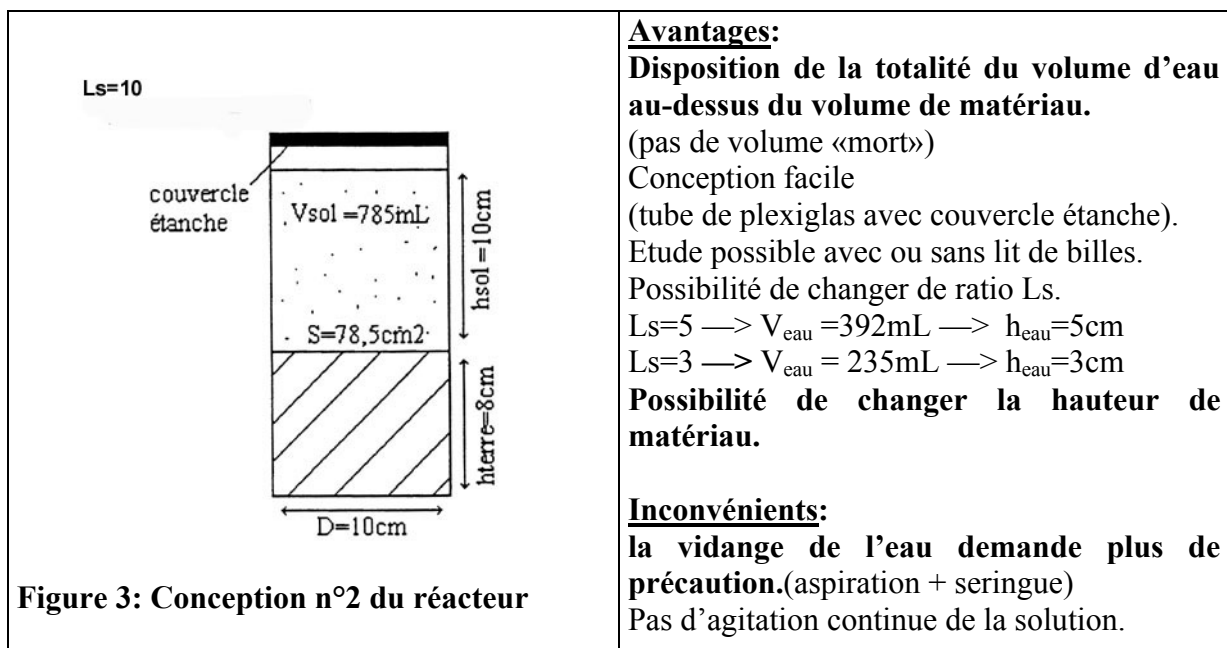 Ls=10
couvercle
étanche
Vsol =785mL
hsol =10cm
S=78,5cm2
hterre=8cm
D=10cm
Figure 3: Conception n°2 du réacteur
Avantages:
Disposition de la totalité du volume d’eau
au-dessus du volume de matériau.
(pas de volume «mort»)
Conception facile
(tube de plexiglas avec couvercle étanche).
Etude possible avec ou sans lit de billes.
Possibilité de changer de ratio Ls.
Ls=5 —> Veau =392mL —> heau=5cm
Ls=3 —> Veau = 235mL —> heau=3cm
Possibilité de changer la hauteur de
matériau.
Inconvénients:
la vidange de l’eau demande plus de
précaution.(aspiration + seringue)
Pas d’agitation continue de la solution.